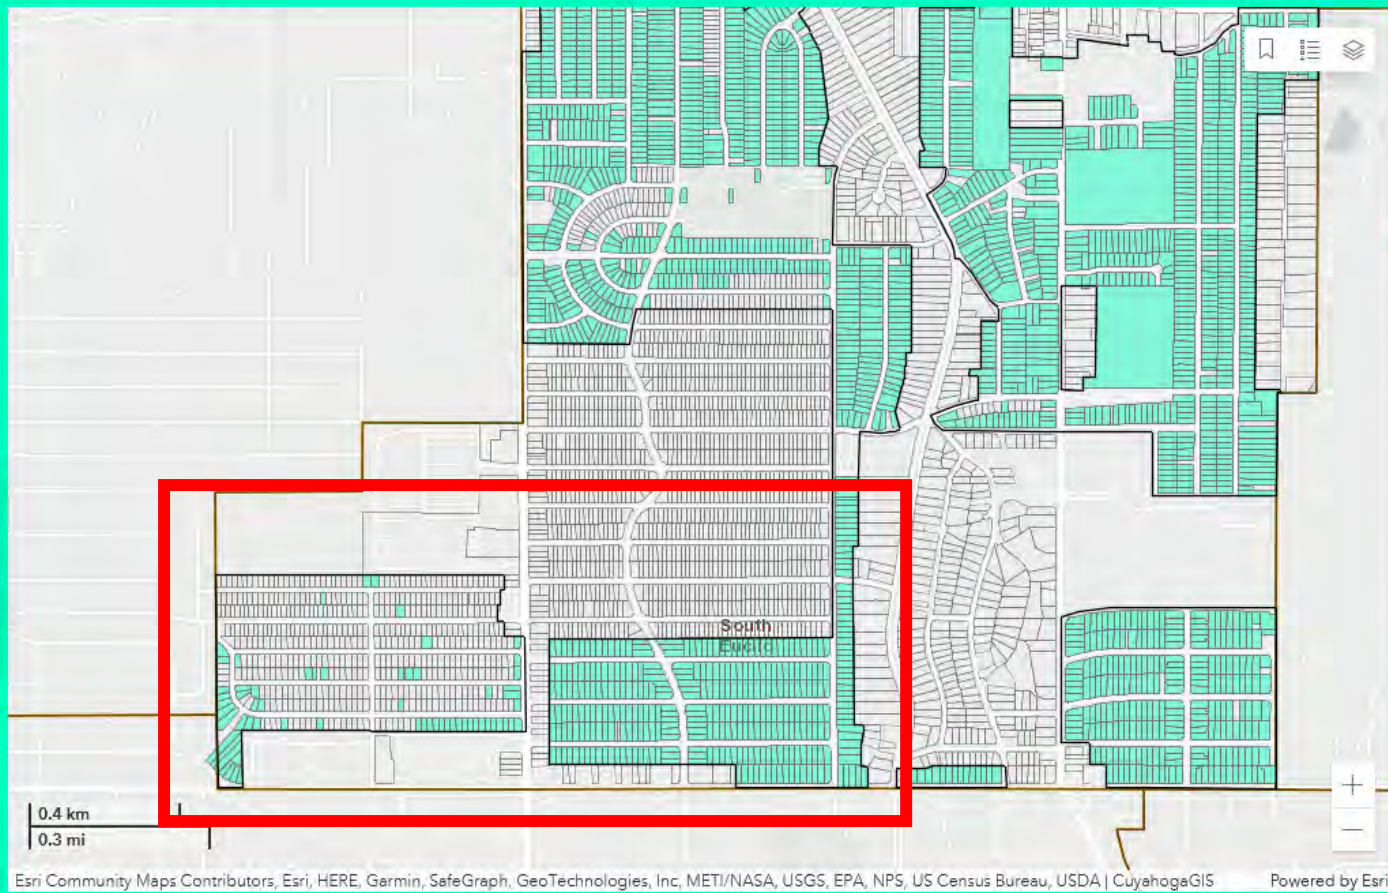 South
Euclid
0.4 km
0.3 mi
Esri Community Maps Contributors, Esri, HERE, Garmin, SafeGraph, GeoTechnologies, Inc, METI/NASA, USGS, EPA, NPS, US Census Bureau, USDA | CuyahogaGIS
Powered by Esri